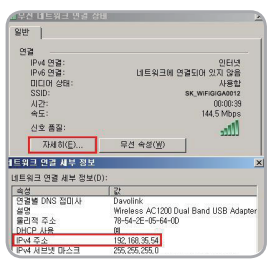 무선 네트워크 연결 상태
일반
연결
IPv4 연결: 인터넷
IPv6 연결: 네트워크에 연결되어 있지 않음
미디어 상태: 사용함
SSID: SK_WiFiGIGA0012
시간: 00:00:39
속도: 144.5 Mbps
신호 품질:
자세히(E)... 무선 속성(W)
네트워크 연결 세부 정보
네트워크 연결 세부 정보(D):
속성 값
연결별 DNS 접미사 Davolink
설명 Wireless AC1200 Dual Band USB Adapter
물리적 주소 78-54-2E-05-64-0D
DHCP 사용 예
IPv4 주소 192.168.35.54
IPv4 서브넷 마스크 255.255.255.0